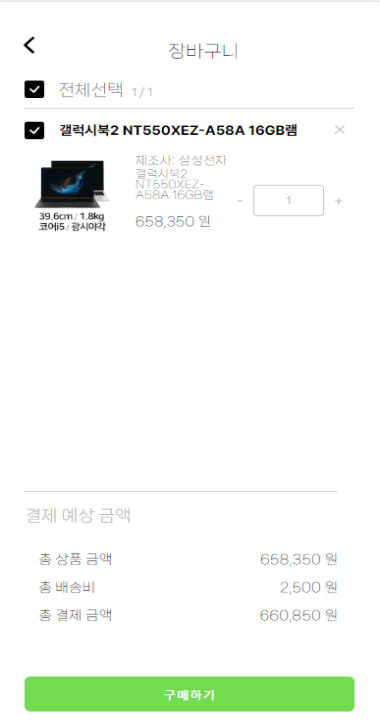 장바구니
전체선택 1/1
갤럭시북2 NT550XEZ-A58A 16GB램
제조사: 삼성전자
갤럭시북2
NT550XEZ-
A58A 16GB램
- 1 +
658,350 원
39.6cm / 1.8kg
코어i5 / 광시야각
결제 예상 금액
총 상품 금액 658,350 원
총 배송비 2,500 원
총 결제 금액 660,850 원
구매하기